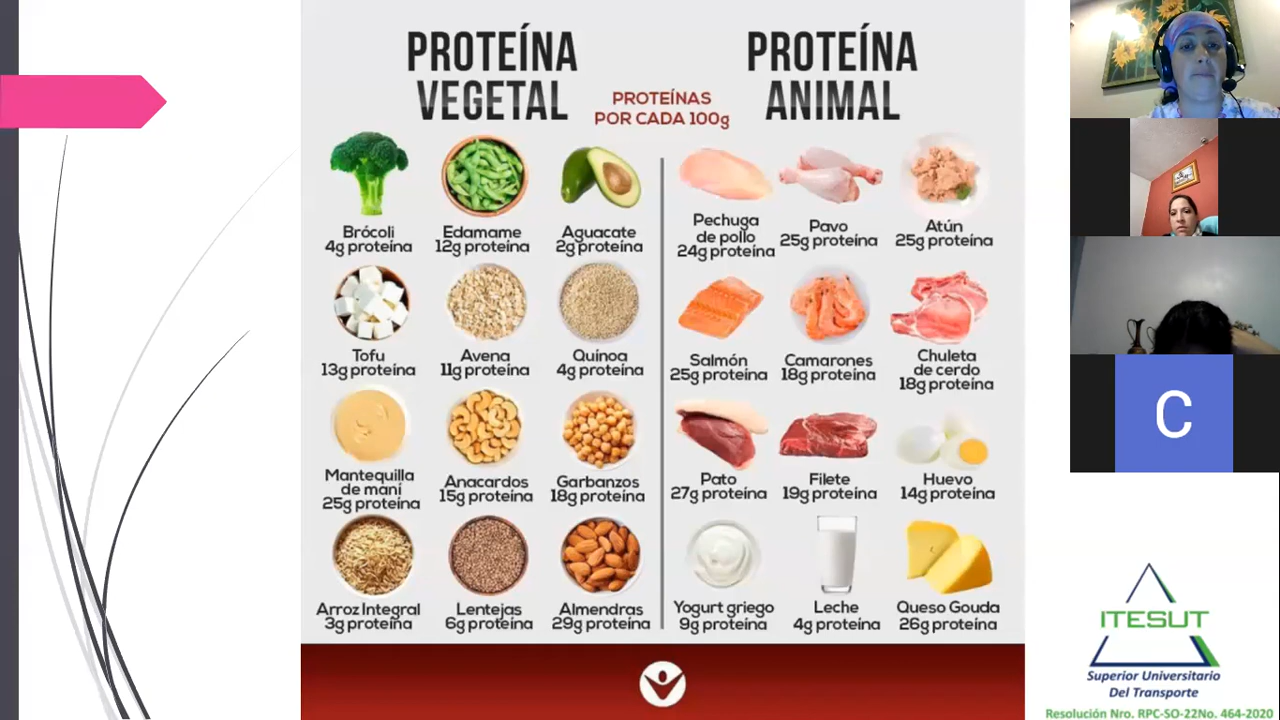 PROTEÍNA
VEGETAL
PROTEÍNAS
POR CADA 100g
PROTEÍNA
ANIMAL
Brócoli
4g proteína
Edamame
12g proteína
Aguacate
2g proteína
Tofu
13g proteína
Avena
11g proteína
Quínoa
4g proteína
Mantequilla
de maní
25g proteína
Anacardos
15g proteína
Garbanzos
18g proteína
Arroz Integral
3g proteína
Lentejas
6g proteína
Almendras
29g proteína
Pechuga
de pollo
24g proteína
Pavo
25g proteína
Atún
25g proteína
Salmón
25g proteína
Camarones
18g proteína
Chuleta
de cerdo
18g proteína
Pato
27g proteína
Filete
19g proteína
Huevo
14g proteína
Yogurt griego
9g proteína
Leche
4g proteína
Queso Gouda
26g proteína
C
ITESUT
Superior Universitario
Del Transporte
Resolución Nro. RPC-SO-22No. 464-2020